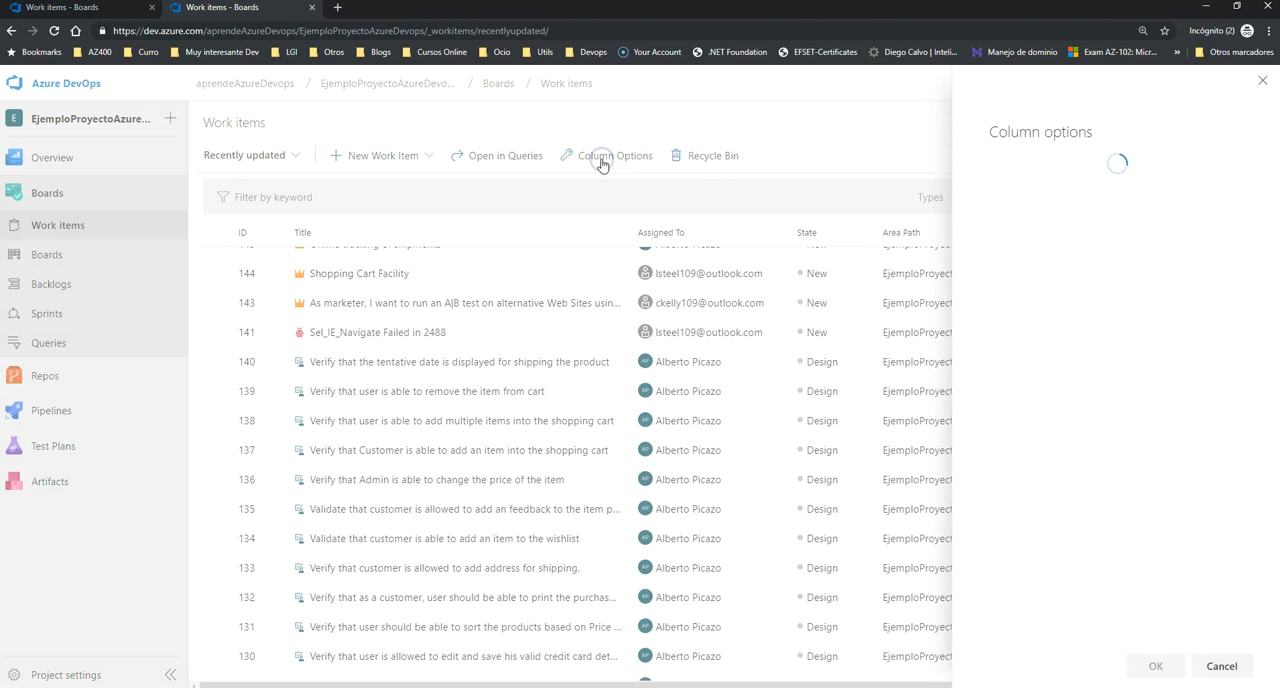 Work items - Boards
Work items - Boards
https://dev.azure.com/aprendeAzureDevops/EjemploProyectoAzureDevops/_workitems/recentlyupdated/
Incógnito (2)
Bookmarks
AZ400
Curro
Muy interesante Dev
LGI
Otros
Blogs
Cursos Online
Ocio
Utils
Devops
Your Account
.NET Foundation
EFSET-Certificates
Diego Calvo | Inteli...
Manejo de dominio
Exam AZ-102: Micr...
»
Otros marcadores
Azure DevOps
aprendeAzureDevops / EjemploProyectoAzureDevo... / Boards / Work items
E EjemploProyectoAzure...
Overview
Boards
Work items
Boards
Backlogs
Sprints
Queries
Repos
Pipelines
Test Plans
Artifacts
Project settings
Work items
Recently updated
New Work Item
Open in Queries
Column Options
Recycle Bin
Filter by keyword
Types
ID Title Assigned To State Area Path
144 Shopping Cart Facility lsteel109@outlook.com New EjemploProyect
143 As marketer, I want to run an A|B test on alternative Web Sites usin... ckelly109@outlook.com New EjemploProyect
141 Sel_IE_Navigate Failed in 2488 lsteel109@outlook.com New EjemploProyect
140 Verify that the tentative date is displayed for shipping the product AP Alberto Picazo Design EjemploProyect
139 Verify that user is able to remove the item from cart AP Alberto Picazo Design EjemploProyect
138 Verify that user is able to add multiple items into the shopping cart AP Alberto Picazo Design EjemploProyect
137 Verify that Customer is able to add an item into the shopping cart AP Alberto Picazo Design EjemploProyect
136 Verify that Admin is able to change the price of the item AP Alberto Picazo Design EjemploProyect
135 Validate that customer is allowed to add an feedback to the item p... AP Alberto Picazo Design EjemploProyect
134 Validate that customer is able to add an item to the wishlist AP Alberto Picazo Design EjemploProyect
133 Verify that customer is allowed to add address for shipping. AP Alberto Picazo Design EjemploProyect
132 Verify that as a customer, user should be able to print the purchas... AP Alberto Picazo Design EjemploProyect
131 Verify that user should be able to sort the products based on Price ... AP Alberto Picazo Design EjemploProyect
130 Verify that user is allowed to edit and save his valid credit card det... AP Alberto Picazo Design EjemploProyect
Column options
OK
Cancel